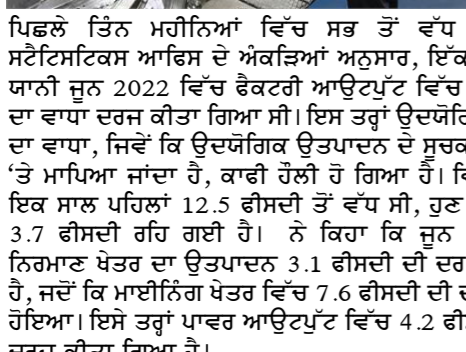 ਪਿਛਲੇ ਤਿੰਨ ਮਹੀਨਿਆਂ ਵਿੱਚ ਸਭ ਤੋਂ ਵੱਧ
ਸਟੈਟਿਸਟਿਕਸ ਆਫਿਸ ਦੇ ਅੰਕੜਿਆਂ ਅਨੁਸਾਰ,
ਯਾਨੀ ਜੂਨ 2022 ਵਿੱਚ ਫੈਕਟਰੀ ਆਉਟਪੁੱਟ ਵਿੱਚ
ਦਾ ਵਾਧਾ ਦਰਜ ਕੀਤਾ ਗਿਆ ਸੀ। ਇਸ ਤਰ੍ਹਾਂ
ਦਾ ਵਾਧਾ, ਜਿਵੇਂ ਕਿ ਉਦਯੋਗਿਕ ਉਤਪਾਦਨ ਦੇ ਸੂਚਕ
‘ਤੇ ਮਾਪਿਆ ਜਾਂਦਾ ਹੈ, ਕਾਫੀ ਹੌਲੀ ਹੋ ਗਿਆ ਹੈ।
ਇਕ ਸਾਲ ਪਹਿਲਾਂ 12.5 ਫੀਸਦੀ ਤੋਂ ਵੱਧ ਸੀ, ਹੁਣ
3.7 ਫੀਸਦੀ ਰਹਿ ਗਈ ਹੈ। ਨੇ ਕਿਹਾ ਕਿ ਜੂਨ
ਨਿਰਮਾਣ ਖੇਤਰ ਦਾ ਉਤਪਾਦਨ 3.1 ਫੀਸਦੀ ਦੀ ਦਰ
ਹੈ, ਜਦੋਂ ਕਿ ਮਾਈਨਿੰਗ ਖੇਤਰ ਵਿੱਚ 7.6 ਫੀਸਦੀ ਦੀ
ਹੋਇਆ। ਇਸੇ ਤਰ੍ਹਾਂ ਪਾਵਰ ਆਉਟਪੁੱਟ ਵਿੱਚ 4.2
ਦਰਜ ਕੀਤਾ ਗਿਆ ਹੈ।